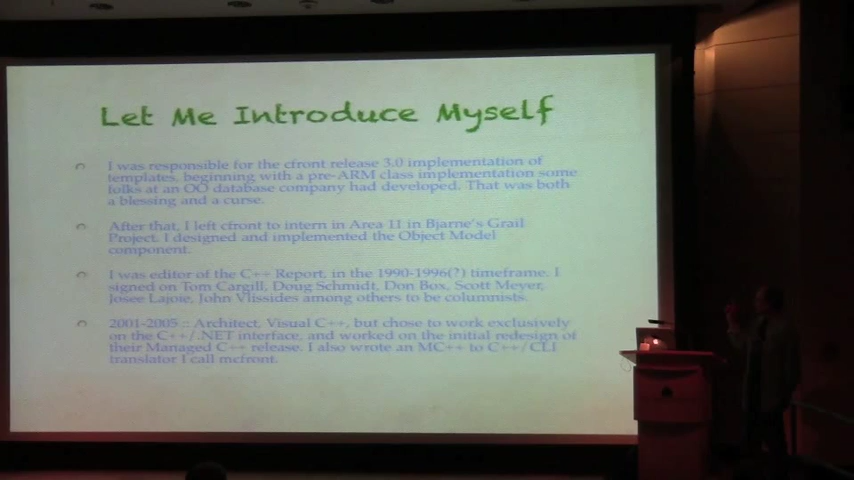 Let Me Introduce Myself
I was responsible for the cfront release 3.0 implementation of
templates, beginning with a pre-ARM class implementation some
folks at an OO database company had developed. That was both
a blessing and a curse.
After that, I left cfront to intern in Area 11 in Bjarne's Grail
Project. I designed and implemented the Object Model
component.
I was editor of the C++ Report, in the 1990-1996(?) timeframe. I
signed on Tom Cargill, Doug Schmidt, Don Box, Scott Meyer,
Josee Lajoie, John Vlissides among others to be columnists.
2001-2005 :: Architect, Visual C++, but chose to work exclusively
on the C++/.NET interface, and worked on the initial redesign of
their Managed C++ release. I also wrote an MC++ to C++/CLI
translator I call mcfront.